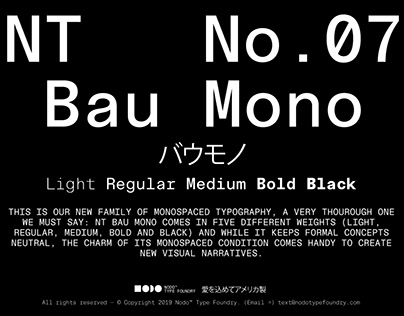 NT No.07
Bau Mono
バウモノ
Light Regular Medium Bold Black
THIS IS OUR NEW FAMILY OF MONOSPACED TYPOGRAPHY, A VERY THOUROUGH ONE
WE MUST SAY: NT BAU MONO COMES IN FIVE DIFFERENT WEIGHTS (LIGHT,
REGULAR, MEDIUM, BOLD AND BLACK) AND WHILE IT KEEPS FORMAL CONCEPTS
NEUTRAL, THE CHARM OF ITS MONOSPACED CONDITION COMES HANDY TO CREATE
NEW VISUAL NARRATIVES.
NODO NODO™ TYPE FOUNDRY 愛を込めてアメリカ製
All rights reserved — © Copyright 2019 Nodo™ Type Foundry. (Email →) text@nodotypefoundry.com